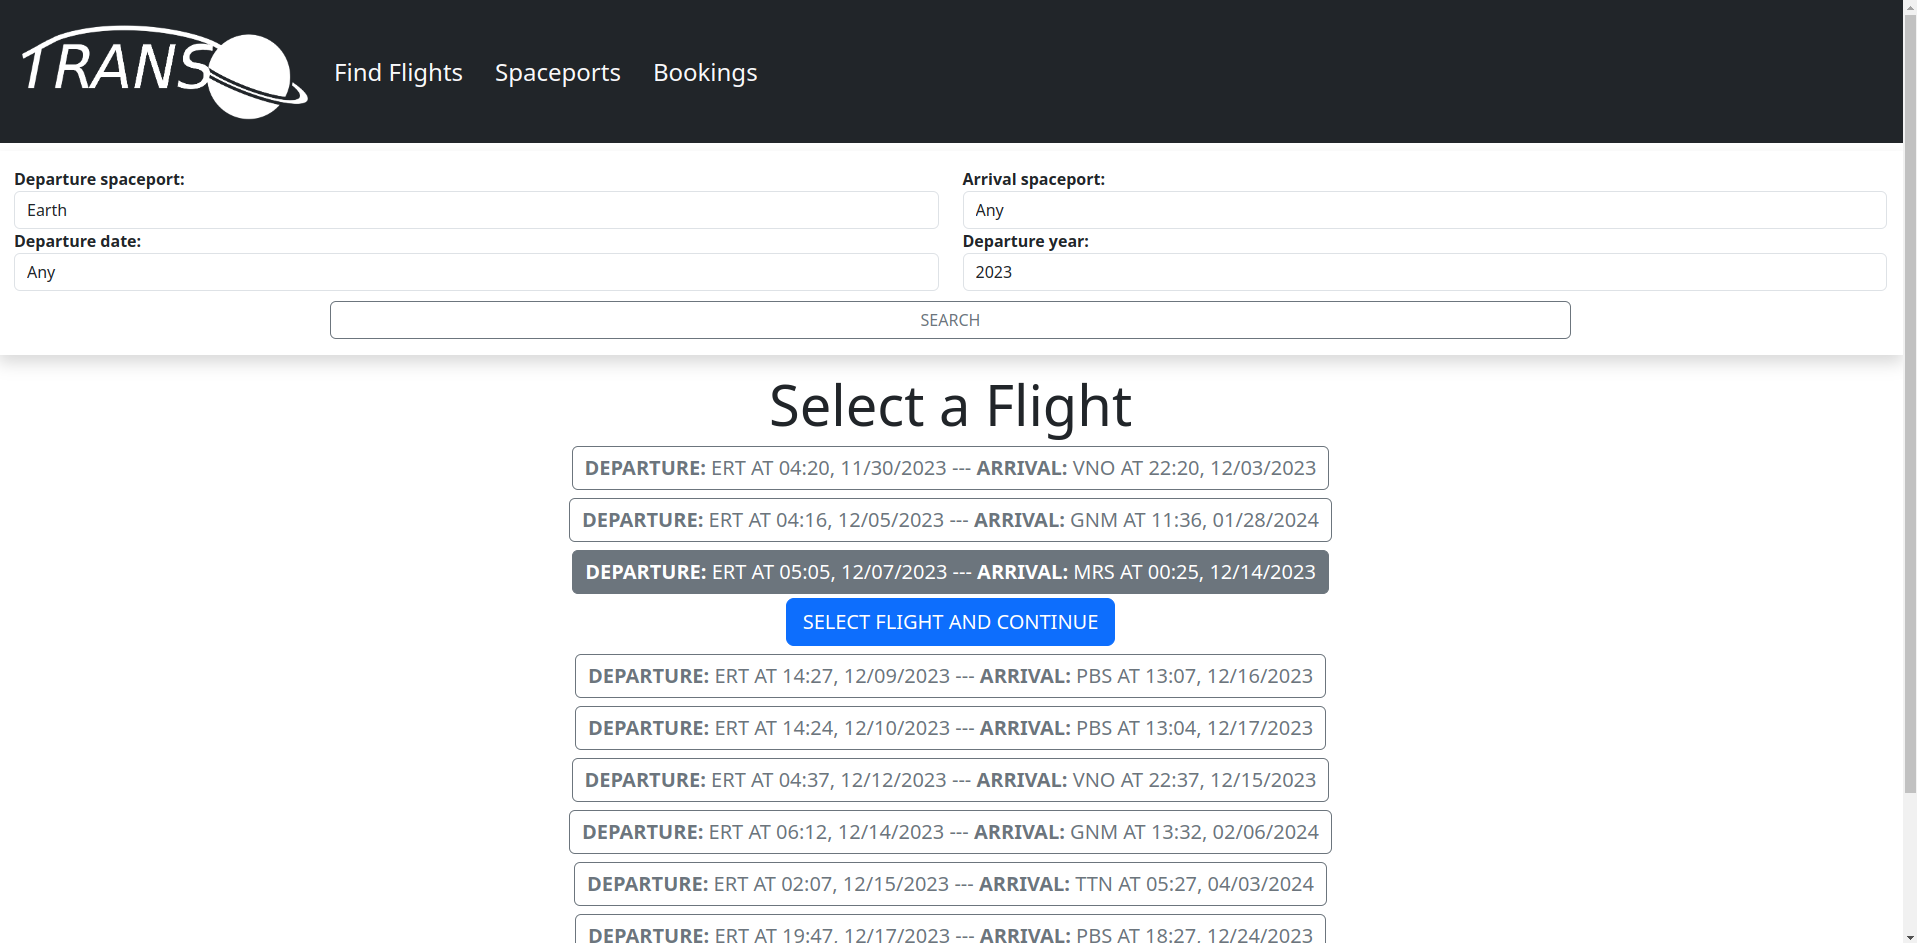 TRANS
Find Flights Spaceports Bookings
Departure spaceport: Arrival spaceport:
Earth Any
Departure date: Departure year:
Any 2023
SEARCH
Select a Flight
DEPARTURE: ERT AT 04:20, 11/30/2023 --- ARRIVAL: VNO AT 22:20, 12/03/2023
DEPARTURE: ERT AT 04:16, 12/05/2023 --- ARRIVAL: GNM AT 11:36, 01/28/2024
DEPARTURE: ERT AT 05:05, 12/07/2023 --- ARRIVAL: MRS AT 00:25, 12/14/2023
SELECT FLIGHT AND CONTINUE
DEPARTURE: ERT AT 14:27, 12/09/2023 --- ARRIVAL: PBS AT 13:07, 12/16/2023
DEPARTURE: ERT AT 14:24, 12/10/2023 --- ARRIVAL: PBS AT 13:04, 12/17/2023
DEPARTURE: ERT AT 04:37, 12/12/2023 --- ARRIVAL: VNO AT 22:37, 12/15/2023
DEPARTURE: ERT AT 06:12, 12/14/2023 --- ARRIVAL: GNM AT 13:32, 02/06/2024
DEPARTURE: ERT AT 02:07, 12/15/2023 --- ARRIVAL: TTN AT 05:27, 04/03/2024
DEPARTURE: ERT AT 19:47, 12/17/2023 --- ARRIVAL: PBS AT 18:27, 12/24/2023